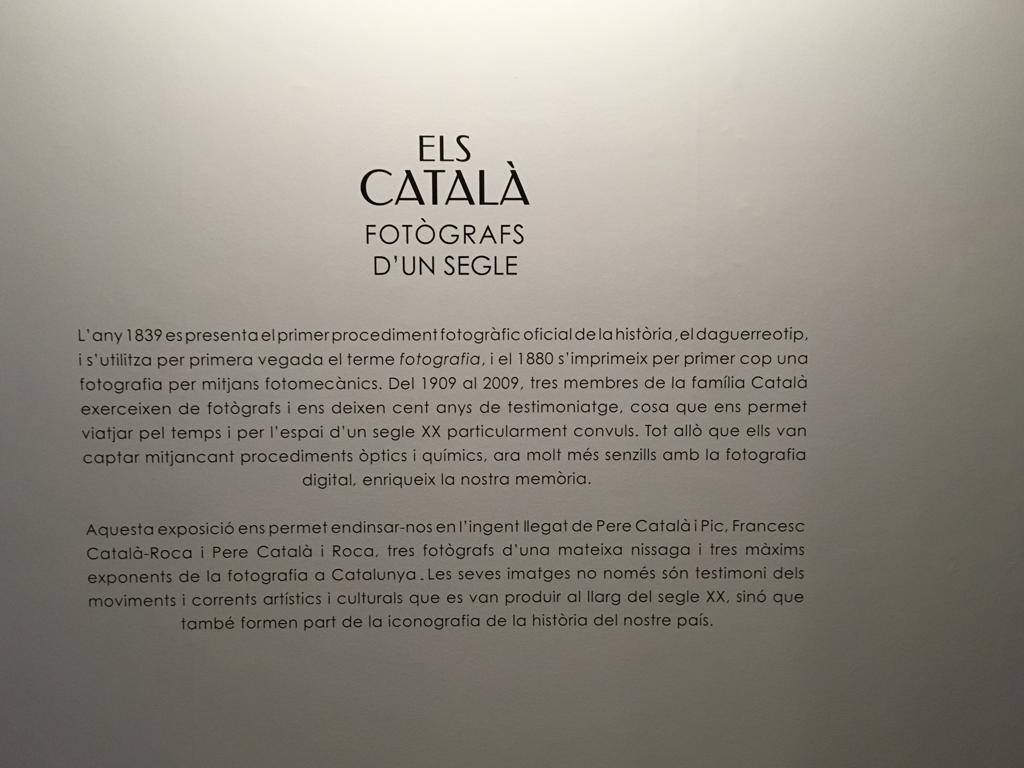 ELS
CATALÀ
FOTÒGRAFS
D'UN SEGLE
L'any 1839 es presenta el primer procediment fotogràfic oficial de la història, el daguerreotip,
i s'utilitza per primera vegada el terme fotografia, i el 1880 s'imprimeix per primer cop una
fotografia per mitjans fotomecànics. Del 1909 al 2009, tres membres de la família Català
exerceixen de fotògrafs i ens deixen cent anys de testimoniatge, cosa que ens permet
viatjar pel temps i per l'espai d'un segle XX particularment convuls. Tot allò que ells van
captar mitjancant procediments òptics i químics, ara molt més senzills amb la fotografia
digital, enriqueix la nostra memòria.
Aquesta exposició ens permet endinsar-nos en l'ingent llegat de Pere Català i Pic, Francesc
Català-Roca i Pere Català i Roca, tres fotògrafs d'una mateixa nissaga i tres màxims
exponents de la fotografia a Catalunya. Les seves imatges no només són testimoni dels
moviments i corrents artístics i culturals que es van produir al llarg del segle XX, sinó que
també formen part de la iconografia de la història del nostre país.